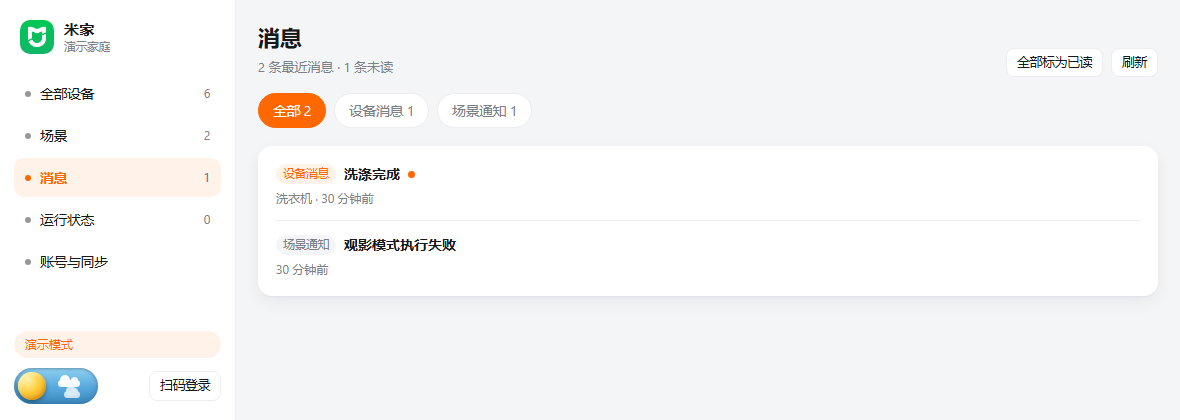 米家
演示家庭
全部设备 6
场景 2
消息 1
运行状态 0
账号与同步
演示模式
扫码登录
消息
2 条最近消息 · 1 条未读
全部标为已读 刷新
全部 2 设备消息 1 场景通知 1
设备消息 洗涤完成
洗衣机 · 30 分钟前
场景通知 观影模式执行失败
30 分钟前